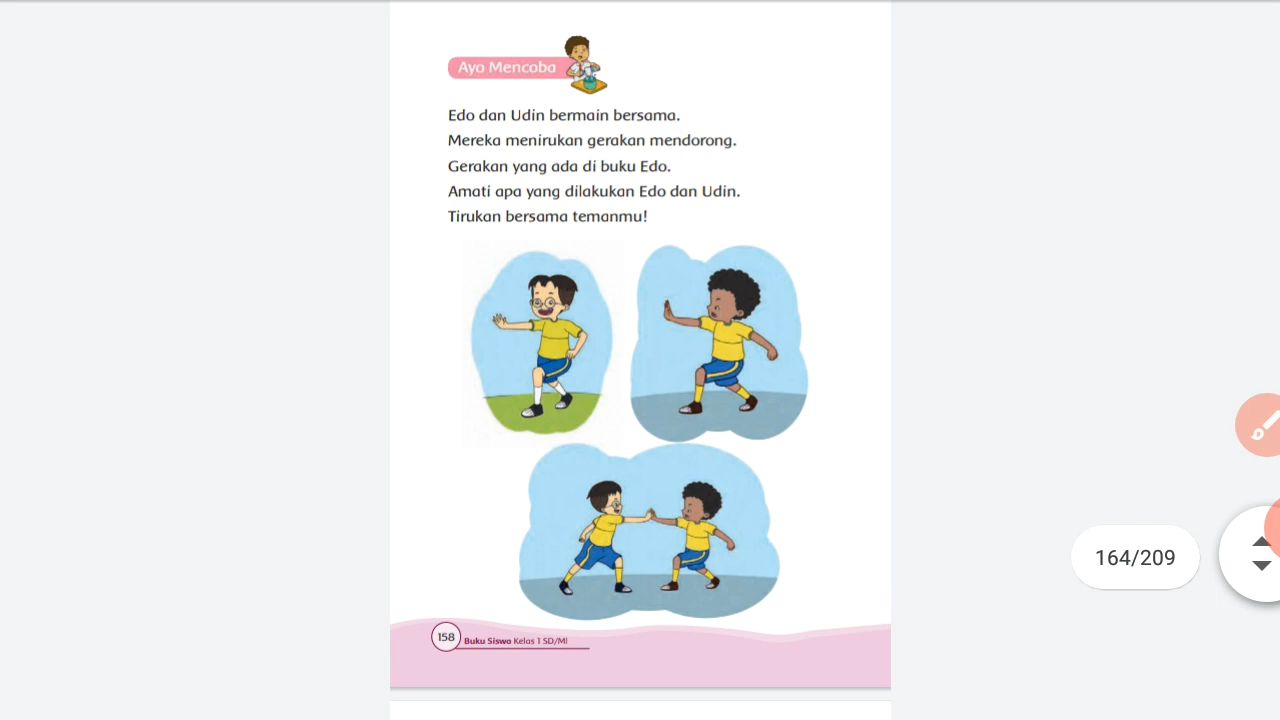 Ayo Mencoba
Edo dan Udin bermain bersama.
Mereka menirukan gerakan mendorong.
Gerakan yang ada di buku Edo.
Amati apa yang dilakukan Edo dan Udin.
Tirukan bersama temanmu!
164/209
158 Buku Siswa Kelas 1 SD/MI